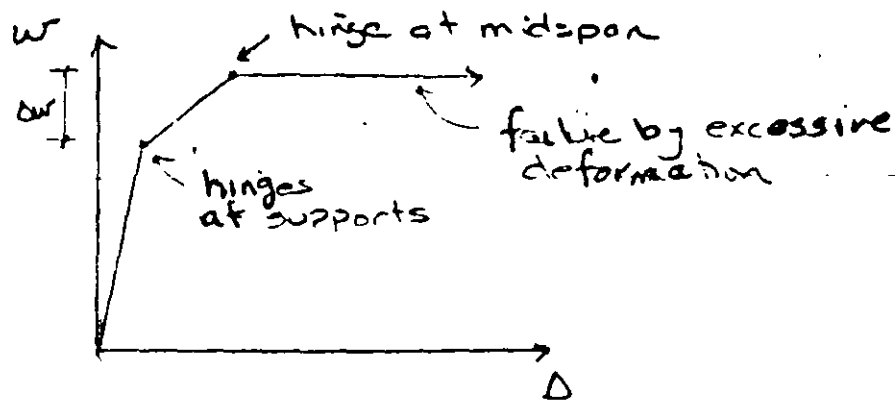 w
hinge at midspan
Δw
failure by excessive
deformation
hinges
at supports
Δ